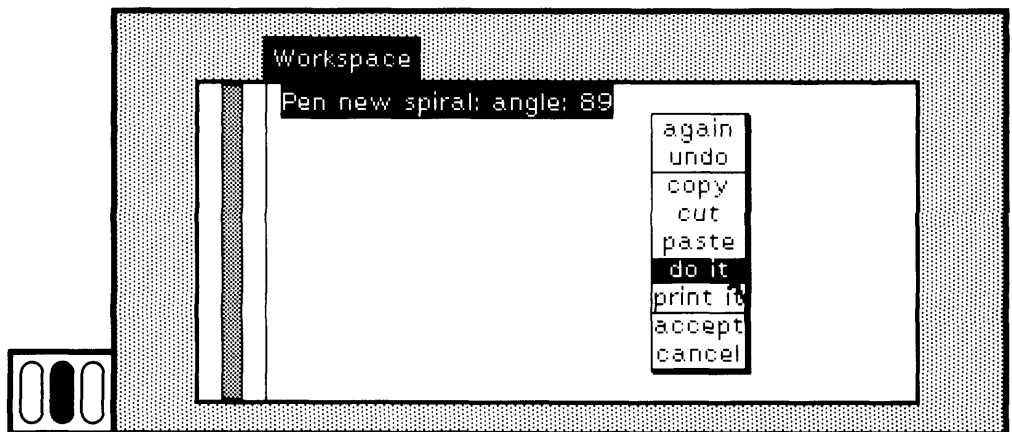 Workspace
Pen new spiral: angle: 89
again
undo
copy
cut
paste
do it
print it
accept
cancel